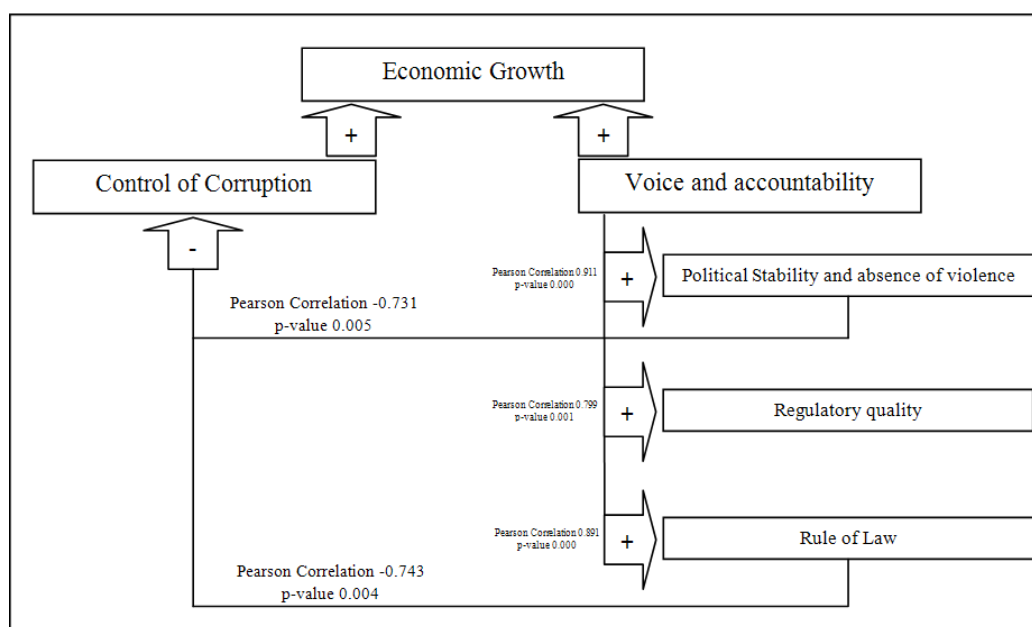 Economic Growth
+
+
Control of Corruption
Voice and accountability
-
Pearson Correlation 0.911
p-value 0.000
+
Political Stability and absence of violence
Pearson Correlation -0.731
p-value 0.005
Pearson Correlation 0.799
p-value 0.001
+
Regulatory quality
Pearson Correlation 0.891
p-value 0.000
+
Rule of Law
Pearson Correlation -0.743
p-value 0.004